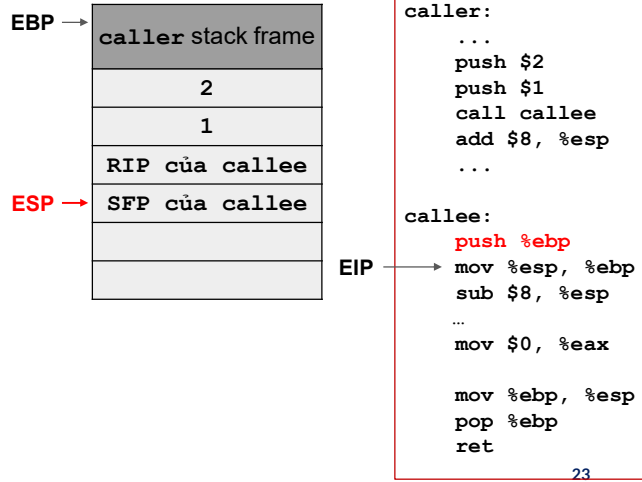 EBP
caller stack frame
2
1
RIP của callee
ESP
SFP của callee
caller:
...
push $2
push $1
call callee
add $8, %esp
...
callee:
push %ebp
EIP
mov %esp, %ebp
sub $8, %esp
…
mov $0, %eax
mov %ebp, %esp
pop %ebp
ret
23